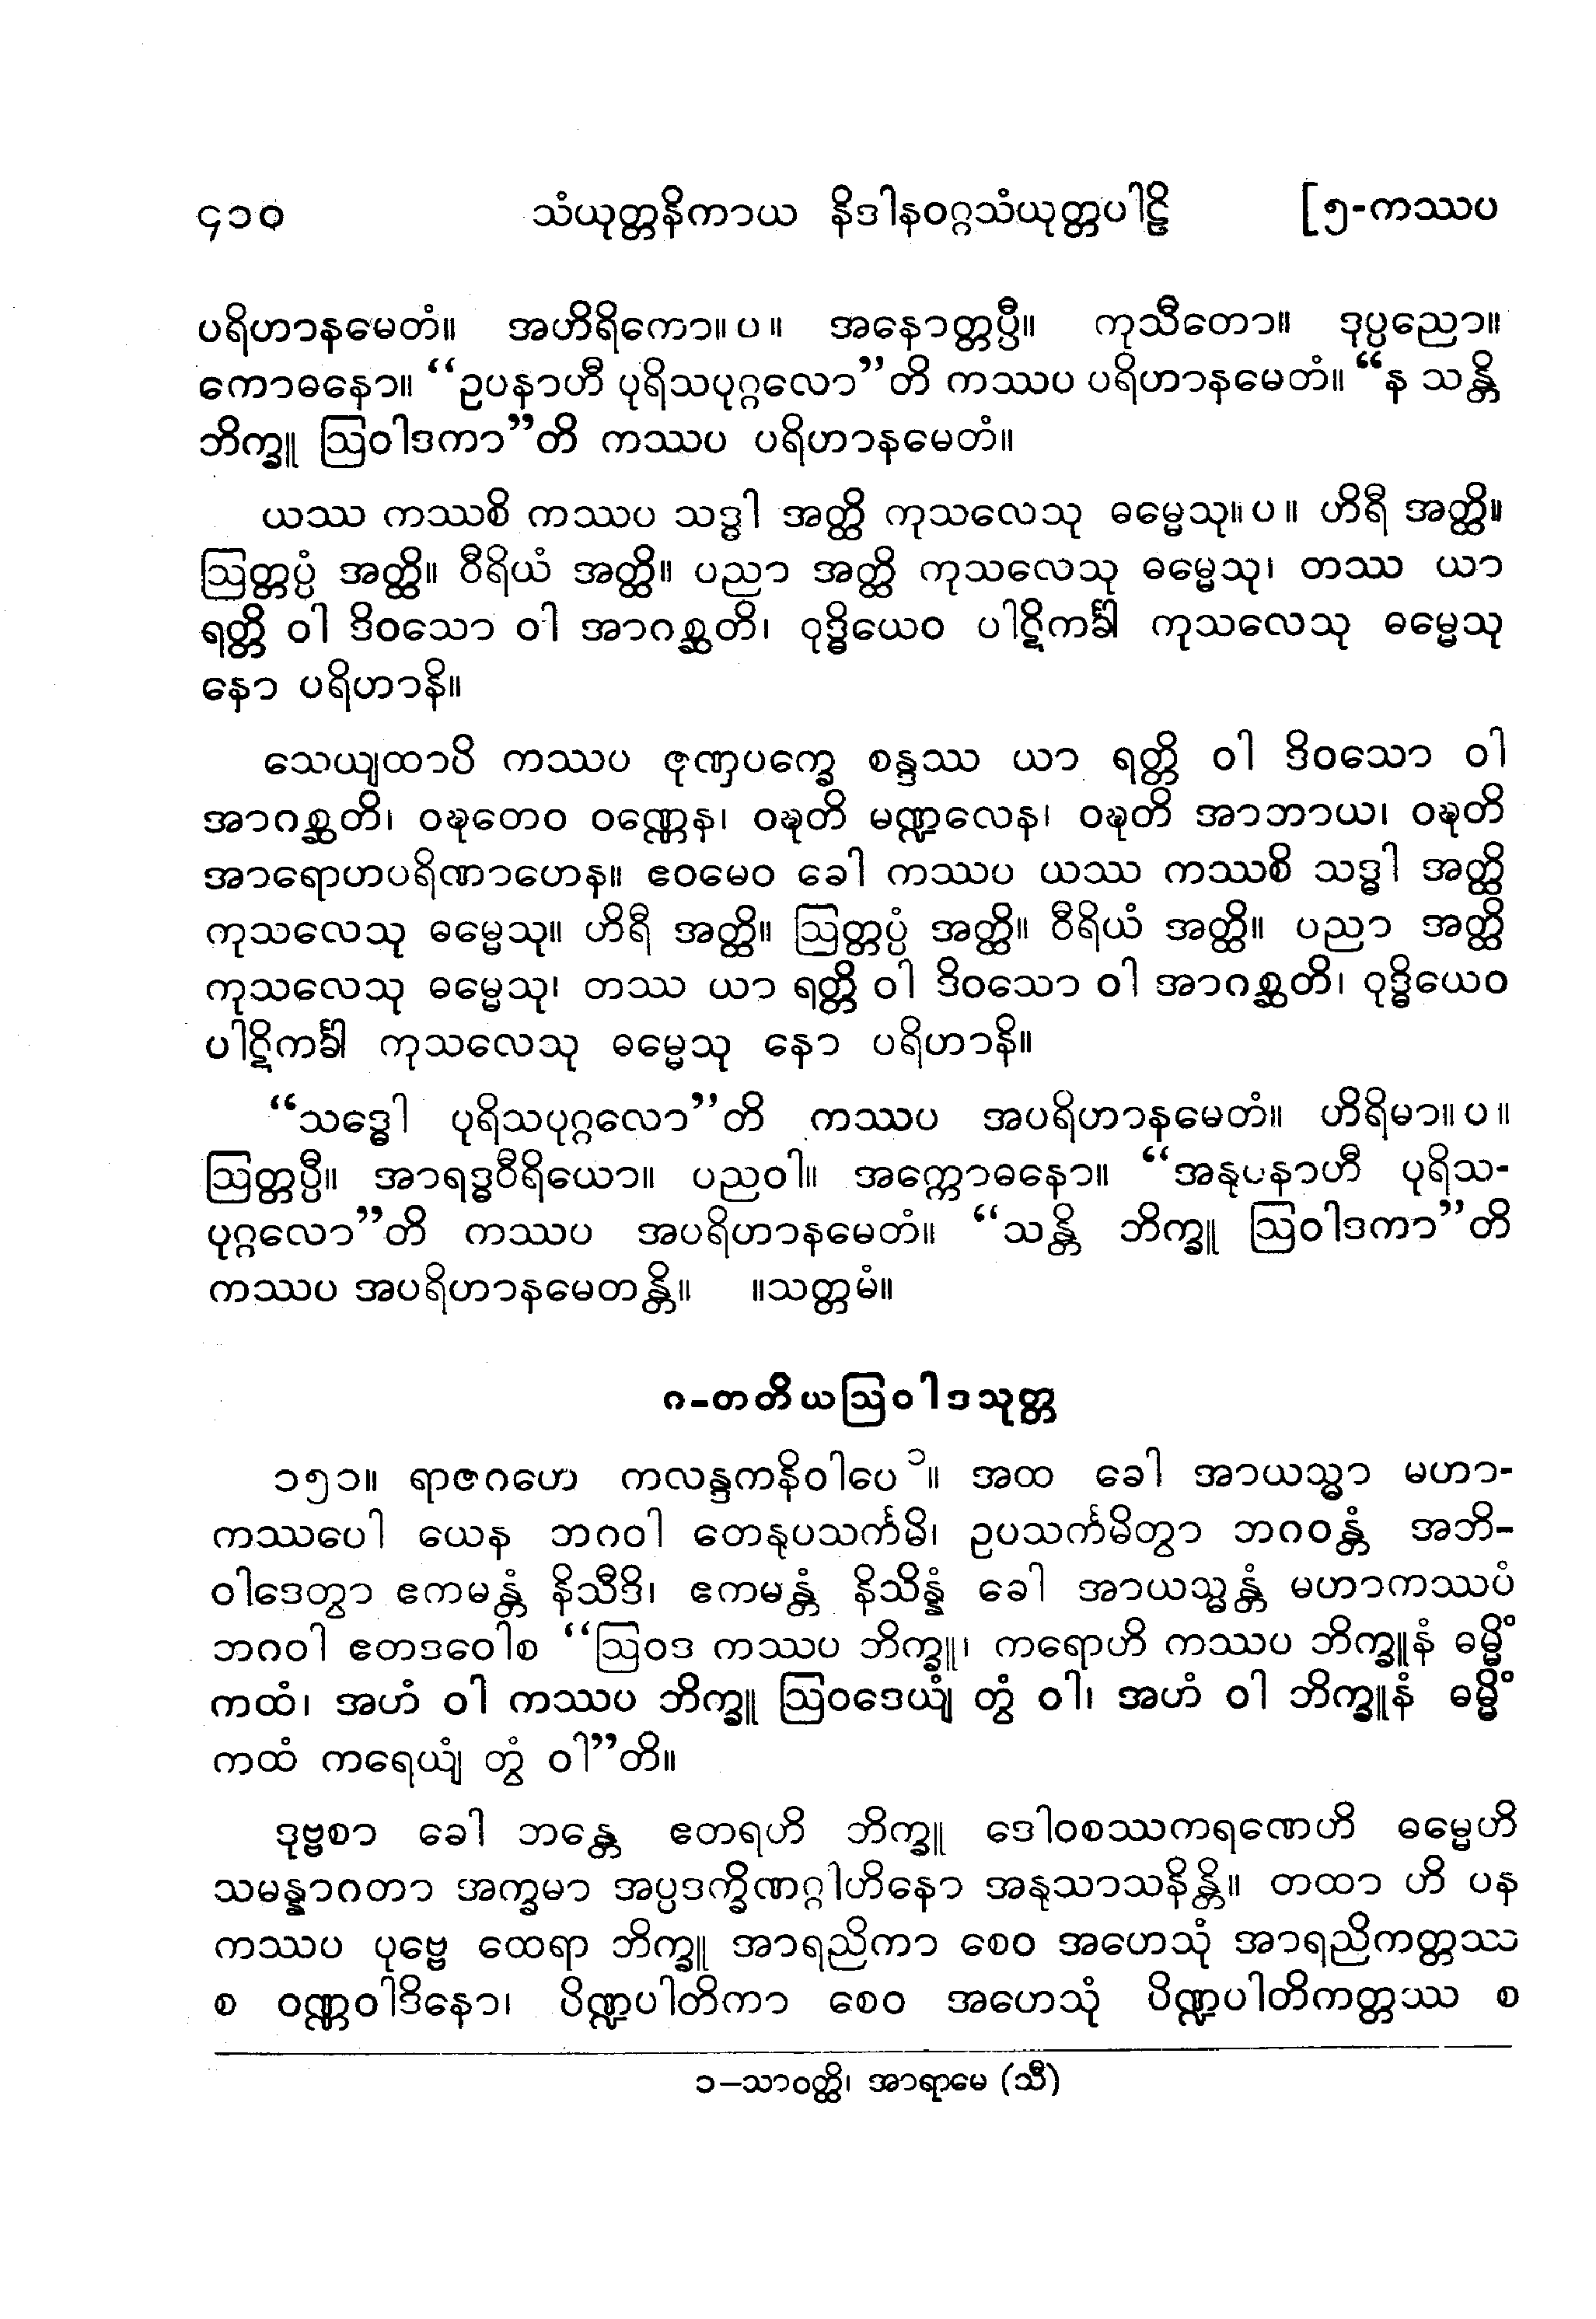 ၄၁၀ သံယုတ္တနိကာယ နိဒါနဝဂ္ဂသံယုတ္တပါဠိ [၅-ကဿပ
ပရိဟာနမေတံ။ အဟိရိကော။ပ။ အနောတ္တပ္ပီ။ ကုသီတော။ ဒုပ္ပညော။
ကောဓနော။ “ဥပနာဟီ ပုရိသပုဂ္ဂလော”တိ ကဿပ ပရိဟာနမေတံ။ “န သန္တိ
ဘိက္ခူ ဩဝါဒကာ”တိ ကဿပ ပရိဟာနမေတံ။
ယဿ ကဿစိ ကဿပ သဒ္ဓါ အတ္ထိ ကုသလေသု ဓမ္မေသု။ပ။ ဟိရီ အတ္ထိ။
ဩတ္တပ္ပံ အတ္ထိ။ ဝီရိယံ အတ္ထိ။ ပညာ အတ္ထိ ကုသလေသု ဓမ္မေသု၊ တဿ ယာ
ရတ္တိ ဝါ ဒိဝသော ဝါ အာဂစ္ဆတိ၊ ဝုဒ္ဓိယေဝ ပါဋိကင်္ခါ ကုသလေသု ဓမ္မေသု
နော ပရိဟာနိ။
သေယျထာပိ ကဿပ ဇုဏှပက္ခေ စန္ဒဿ ယာ ရတ္တိ ဝါ ဒိဝသော ဝါ
အာဂစ္ဆတိ၊ ဝဍ္ဎတေဝ ဝဏ္ဏေန၊ ဝဍ္ဎတိ မဏ္ဍလေန၊ ဝဍ္ဎတိ အာဘာယ၊ ဝဍ္ဎတိ
အာရောဟပရိဏာဟေန။ ဧဝမေဝ ခေါ ကဿပ ယဿ ကဿစိ သဒ္ဓါ အတ္ထိ
ကုသလေသု ဓမ္မေသု။ ဟိရီ အတ္ထိ။ ဩတ္တပ္ပံ အတ္ထိ။ ဝီရိယံ အတ္ထိ။ ပညာ အတ္ထိ
ကုသလေသု ဓမ္မေသု၊ တဿ ယာ ရတ္တိ ဝါ ဒိဝသော ဝါ အာဂစ္ဆတိ၊ ဝုဒ္ဓိယေဝ
ပါဋိကင်္ခါ ကုသလေသု ဓမ္မေသု နော ပရိဟာနိ။
“သဒ္ဓေါ ပုရိသပုဂ္ဂလော”တိ ကဿပ အပရိဟာနမေတံ။ ဟိရိမာ။ပ။
ဩတ္တပ္ပီ။ အာရဒ္ဓဝီရိယော။ ပညဝါ။ အက္ကောဓနော။ “အနုပနာဟီ ပုရိသ-
ပုဂ္ဂလော”တိ ကဿပ အပရိဟာနမေတံ။ “သန္တိ ဘိက္ခူ ဩဝါဒကာ”တိ
ကဿပ အပရိဟာနမေတန္တိ။ ။သတ္တမံ။
ဂ-တတိယဩဝါဒသုတ္တ
၁၅၁။ ရာဇဂဟေ ကလန္ဒကနိဝါပေ၁။ အထ ခေါ အာယသ္မာ မဟာ-
ကဿပေါ ယေန ဘဂဝါ တေနုပသင်္ကမိ၊ ဥပသင်္ကမိတွာ ဘဂဝန္တံ အဘိ-
ဝါဒေတွာ ဧကမန္တံ နိသီဒိ၊ ဧကမန္တံ နိသိန္နံ ခေါ အာယသ္မန္တံ မဟာကဿပံ
ဘဂဝါ ဧတဒဝေါစ “ဩဝဒ ကဿပ ဘိက္ခူ၊ ကရောဟိ ကဿပ ဘိက္ခူနံ ဓမ္မိံ
ကထံ၊ အဟံ ဝါ ကဿပ ဘိက္ခူ ဩဝဒေယျံ တွံ ဝါ၊ အဟံ ဝါ ဘိက္ခူနံ ဓမ္မိံ
ကထံ ကရေယျံ တွံ ဝါ”တိ။
ဒုဗ္ဗစာ ခေါ ဘန္တေ ဧတရဟိ ဘိက္ခူ ဒေါဝစဿကရဏေဟိ ဓမ္မေဟိ
သမန္နာဂတာ အက္ခမာ အပ္ပဒက္ခိဏဂ္ဂါဟိနော အနုသာသနိန္တိ။ တထာ ဟိ ပန
ကဿပ ပုဗ္ဗေ ထေရာ ဘိက္ခူ အာရညိကာ စေဝ အဟေသုံ အာရညိကတ္တဿ
စ ဝဏ္ဏဝါဒိနော၊ ပိဏ္ဍပါတိကာ စေဝ အဟေသုံ ပိဏ္ဍပါတိကတ္တဿ စ
၁−သာဝတ္ထိ၊ အာရာမေ (သီ)